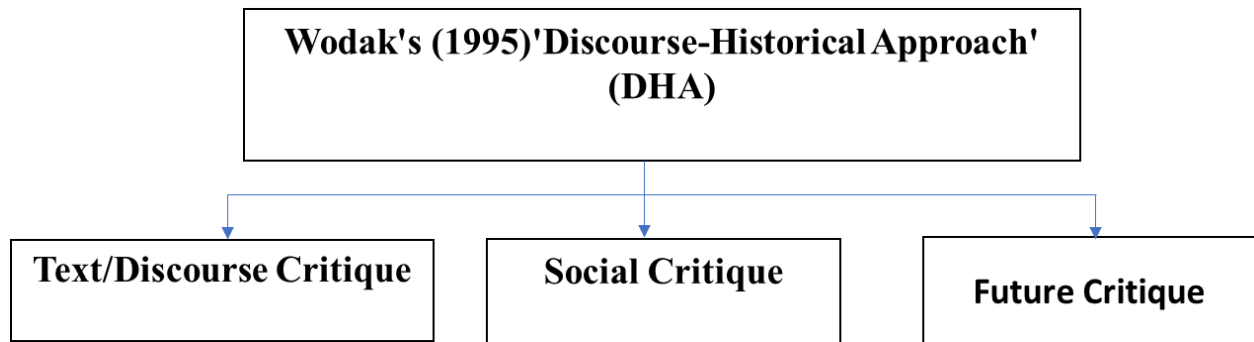 Wodak's (1995)'Discourse-Historical Approach'
(DHA)
Text/Discourse Critique
Social Critique
Future Critique